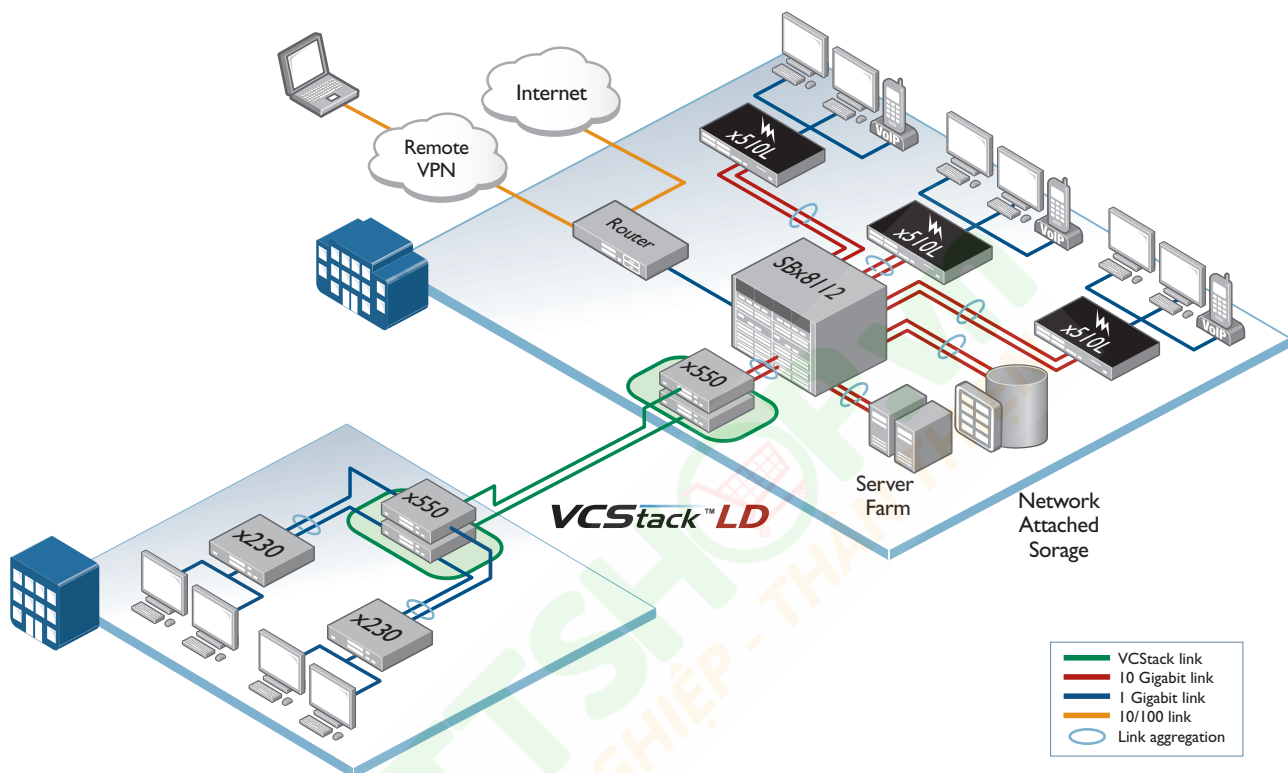 Internet
Remote
VPN
Router
x510L
VoIP
x510L
VoIP
x510L
VoIP
SBx8112
x550
Server
Farm
Network
Attached
Sorage
VCStack™LD
x550
x230
x230
VCStack link
10 Gigabit link
1 Gigabit link
10/100 link
Link aggregation